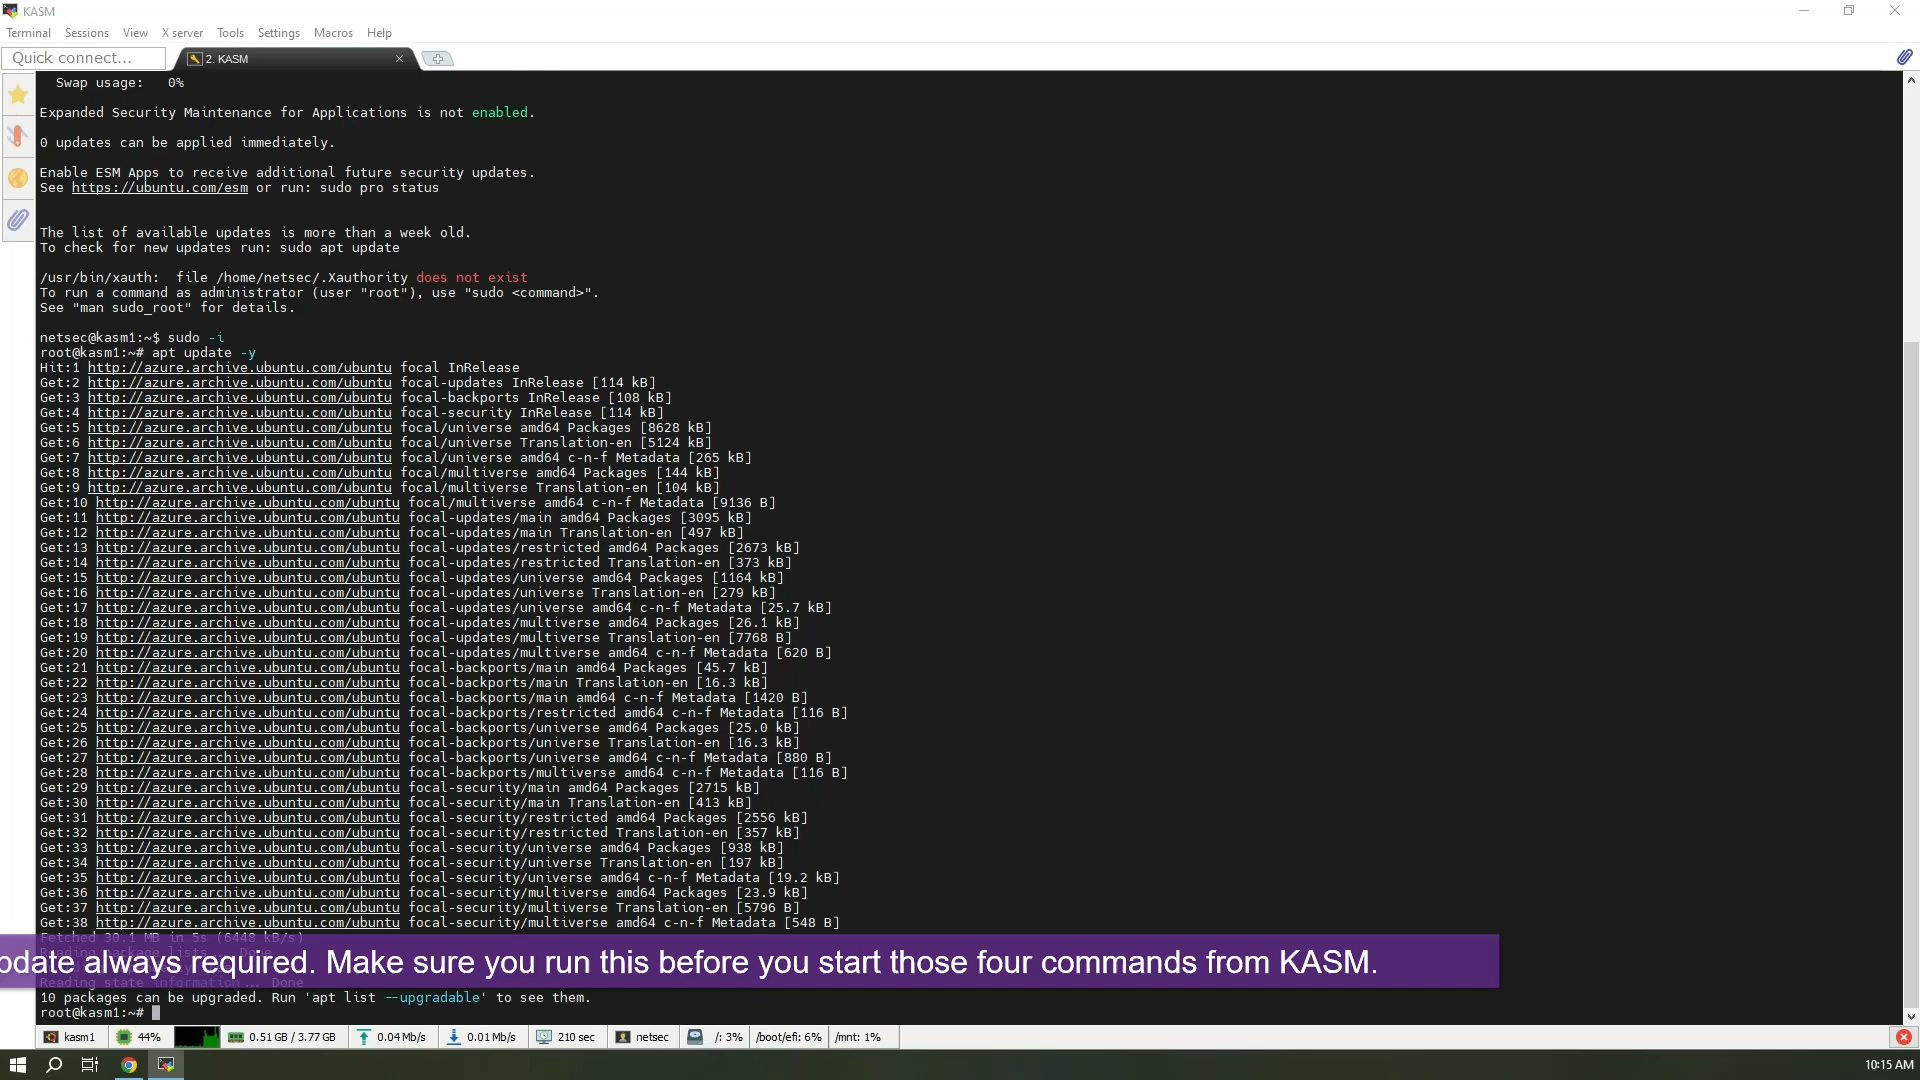 KASM
Terminal Sessions View X server Tools Settings Macros Help
Quick connect... 2. KASM
Swap usage: 0%
Expanded Security Maintenance for Applications is not enabled.
0 updates can be applied immediately.
Enable ESM Apps to receive additional future security updates.
See https://ubuntu.com/esm or run: sudo pro status
The list of available updates is more than a week old.
To check for new updates run: sudo apt update
/usr/bin/xauth:  file /home/netsec/.Xauthority does not exist
To run a command as administrator (user "root"), use "sudo <command>".
See "man sudo_root" for details.
netsec@kasm1:~$ sudo -i
root@kasm1:~# apt update -y
Hit:1 http://azure.archive.ubuntu.com/ubuntu focal InRelease
Get:2 http://azure.archive.ubuntu.com/ubuntu focal-updates InRelease [114 kB]
Get:3 http://azure.archive.ubuntu.com/ubuntu focal-backports InRelease [108 kB]
Get:4 http://azure.archive.ubuntu.com/ubuntu focal-security InRelease [114 kB]
Get:5 http://azure.archive.ubuntu.com/ubuntu focal/universe amd64 Packages [8628 kB]
Get:6 http://azure.archive.ubuntu.com/ubuntu focal/universe Translation-en [5124 kB]
Get:7 http://azure.archive.ubuntu.com/ubuntu focal/universe amd64 c-n-f Metadata [265 kB]
Get:8 http://azure.archive.ubuntu.com/ubuntu focal/multiverse amd64 Packages [144 kB]
Get:9 http://azure.archive.ubuntu.com/ubuntu focal/multiverse Translation-en [104 kB]
Get:10 http://azure.archive.ubuntu.com/ubuntu focal/multiverse amd64 c-n-f Metadata [9136 B]
Get:11 http://azure.archive.ubuntu.com/ubuntu focal-updates/main amd64 Packages [3095 kB]
Get:12 http://azure.archive.ubuntu.com/ubuntu focal-updates/main Translation-en [497 kB]
Get:13 http://azure.archive.ubuntu.com/ubuntu focal-updates/restricted amd64 Packages [2673 kB]
Get:14 http://azure.archive.ubuntu.com/ubuntu focal-updates/restricted Translation-en [373 kB]
Get:15 http://azure.archive.ubuntu.com/ubuntu focal-updates/universe amd64 Packages [1164 kB]
Get:16 http://azure.archive.ubuntu.com/ubuntu focal-updates/universe Translation-en [279 kB]
Get:17 http://azure.archive.ubuntu.com/ubuntu focal-updates/universe amd64 c-n-f Metadata [25.7 kB]
Get:18 http://azure.archive.ubuntu.com/ubuntu focal-updates/multiverse amd64 Packages [26.1 kB]
Get:19 http://azure.archive.ubuntu.com/ubuntu focal-updates/multiverse Translation-en [7768 B]
Get:20 http://azure.archive.ubuntu.com/ubuntu focal-updates/multiverse amd64 c-n-f Metadata [620 B]
Get:21 http://azure.archive.ubuntu.com/ubuntu focal-backports/main amd64 Packages [45.7 kB]
Get:22 http://azure.archive.ubuntu.com/ubuntu focal-backports/main Translation-en [16.3 kB]
Get:23 http://azure.archive.ubuntu.com/ubuntu focal-backports/main amd64 c-n-f Metadata [1420 B]
Get:24 http://azure.archive.ubuntu.com/ubuntu focal-backports/restricted amd64 c-n-f Metadata [116 B]
Get:25 http://azure.archive.ubuntu.com/ubuntu focal-backports/universe amd64 Packages [25.0 kB]
Get:26 http://azure.archive.ubuntu.com/ubuntu focal-backports/universe Translation-en [16.3 kB]
Get:27 http://azure.archive.ubuntu.com/ubuntu focal-backports/universe amd64 c-n-f Metadata [880 B]
Get:28 http://azure.archive.ubuntu.com/ubuntu focal-backports/multiverse amd64 c-n-f Metadata [116 B]
Get:29 http://azure.archive.ubuntu.com/ubuntu focal-security/main amd64 Packages [2715 kB]
Get:30 http://azure.archive.ubuntu.com/ubuntu focal-security/main Translation-en [413 kB]
Get:31 http://azure.archive.ubuntu.com/ubuntu focal-security/restricted amd64 Packages [2556 kB]
Get:32 http://azure.archive.ubuntu.com/ubuntu focal-security/restricted Translation-en [357 kB]
Get:33 http://azure.archive.ubuntu.com/ubuntu focal-security/universe amd64 Packages [938 kB]
Get:34 http://azure.archive.ubuntu.com/ubuntu focal-security/universe Translation-en [197 kB]
Get:35 http://azure.archive.ubuntu.com/ubuntu focal-security/universe amd64 c-n-f Metadata [19.2 kB]
Get:36 http://azure.archive.ubuntu.com/ubuntu focal-security/multiverse amd64 Packages [23.9 kB]
Get:37 http://azure.archive.ubuntu.com/ubuntu focal-security/multiverse Translation-en [5796 B]
Get:38 http://azure.archive.ubuntu.com/ubuntu focal-security/multiverse amd64 c-n-f Metadata [548 B]
Fetched 30.1 MB in 5s (6448 kB/s)
pdate always required. Make sure you run this before you start those four commands from KASM.
Reading state information... Done
10 packages can be upgraded. Run 'apt list --upgradable' to see them.
root@kasm1:~#
kasm1 44% 0.51 GB / 3.77 GB 0.04 Mb/s 0.01 Mb/s 210 sec netsec /: 3% /boot/efi: 6% /mnt: 1%
10:15 AM